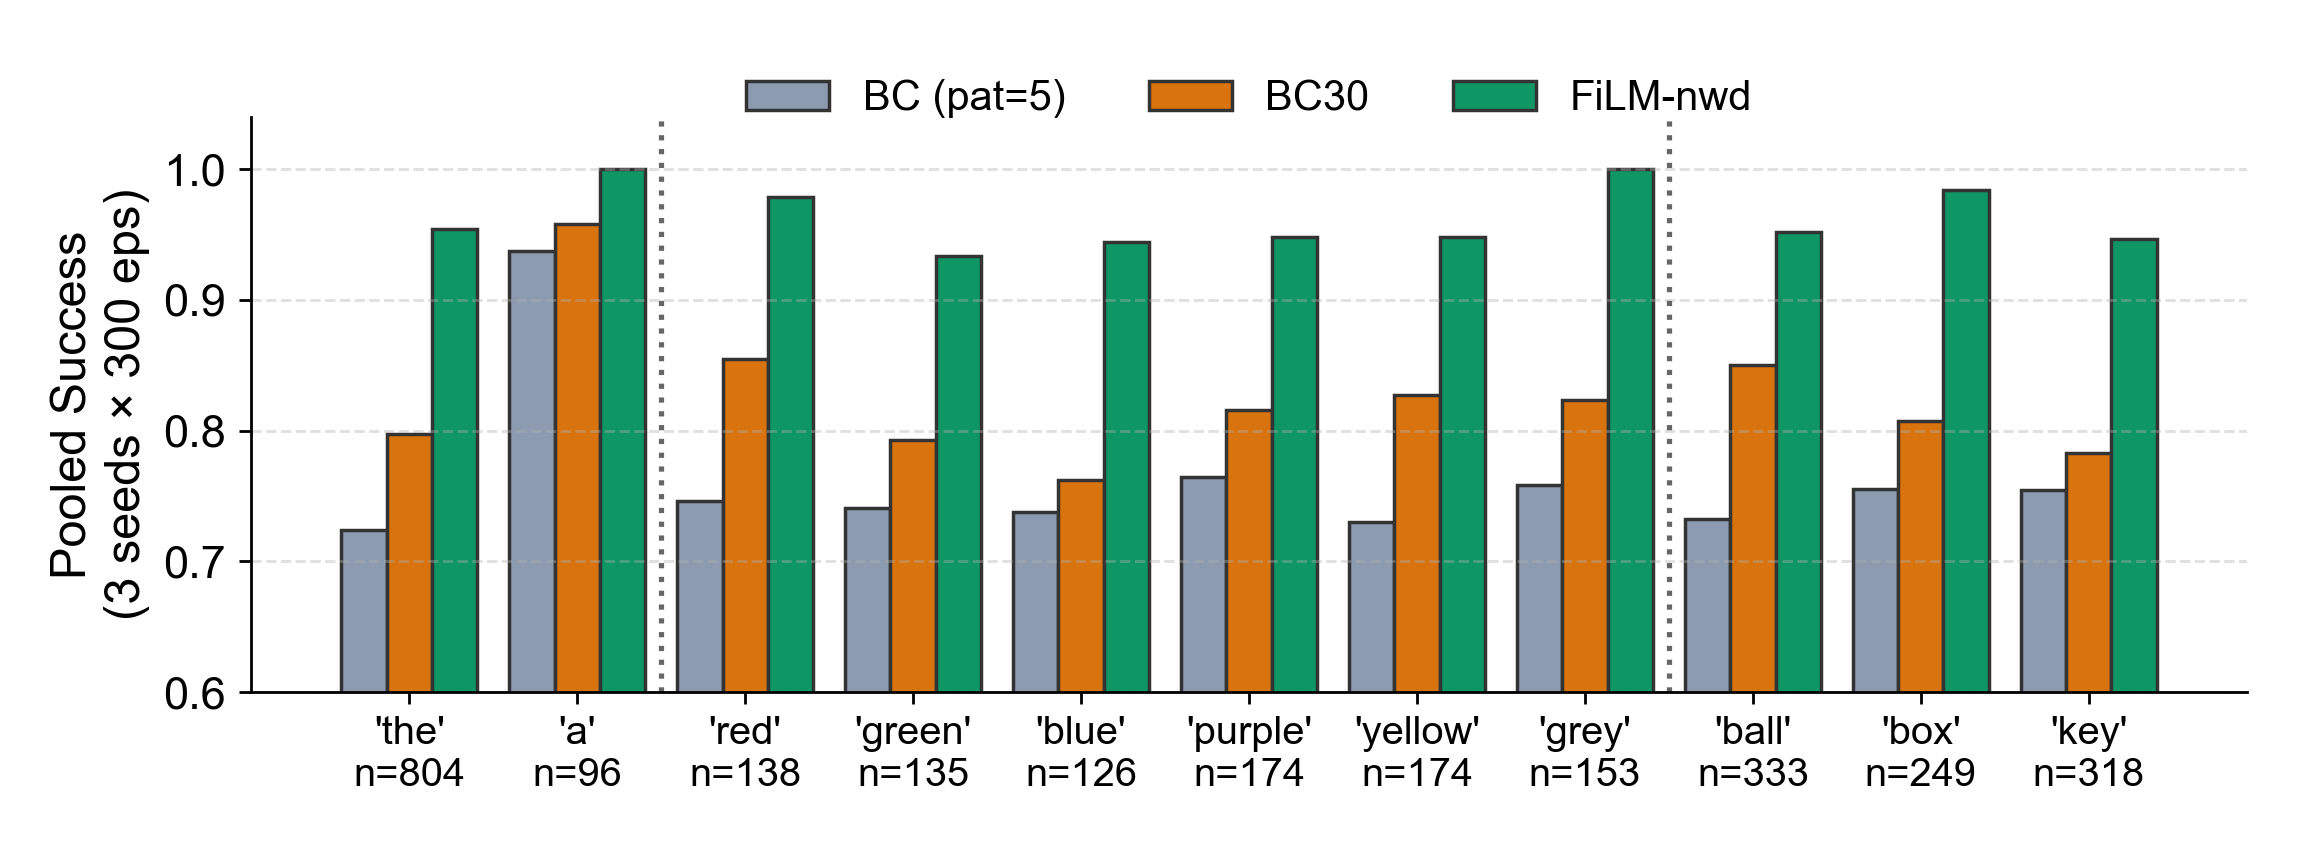 BC (pat=5) BC30 FiLM-nwd
Pooled Success
(3 seeds × 300 eps)
1.0
0.9
0.8
0.7
0.6
'the' 'a' 'red' 'green' 'blue' 'purple' 'yellow' 'grey' 'ball' 'box' 'key'
n=804 n=96 n=138 n=135 n=126 n=174 n=174 n=153 n=333 n=249 n=318